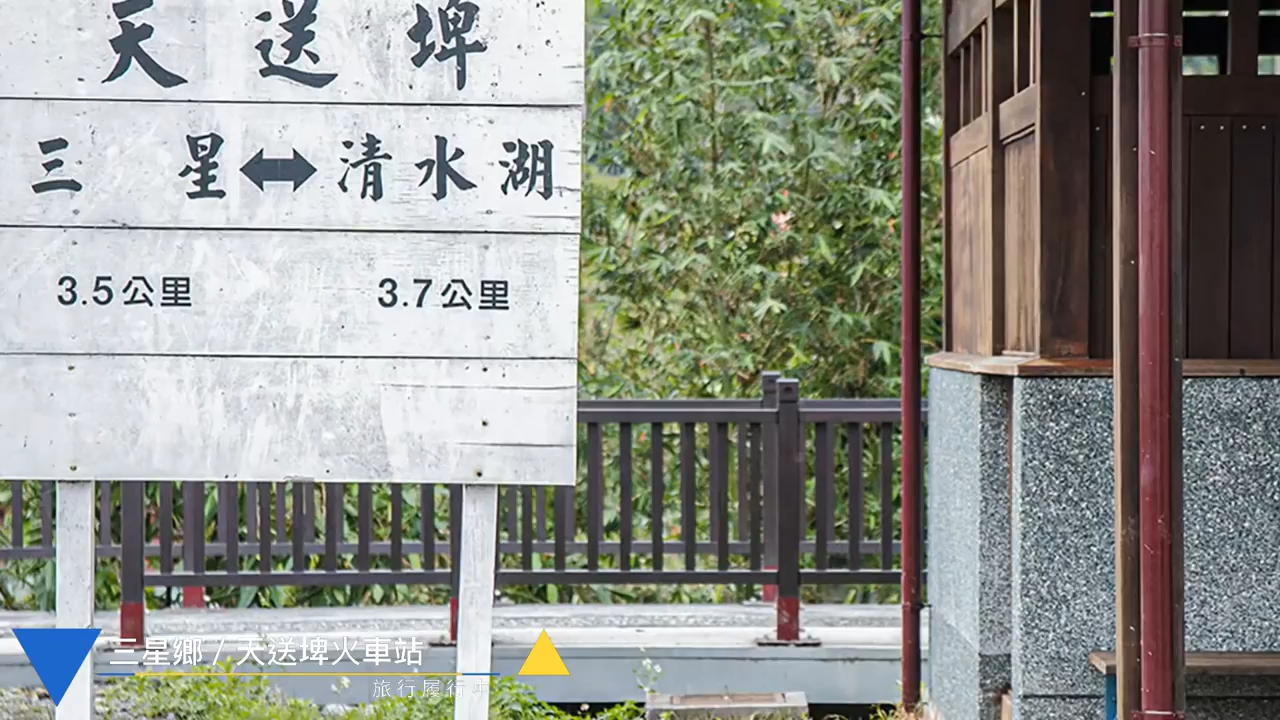 天送埤
三星↔清水湖
3.5公里 3.7公里
三星鄉 / 天送埤火車站
旅行履行中